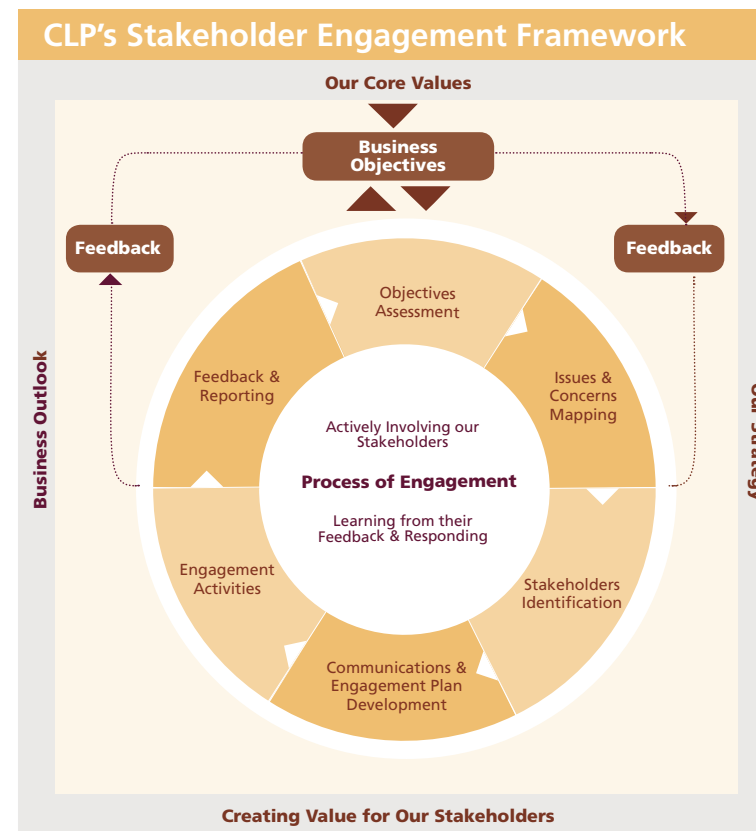 CLP's Stakeholder Engagement Framework
Our Core Values
Business
Objectives
Feedback
Feedback
Objectives
Assessment
Feedback &
Reporting
Issues &
Concerns
Mapping
Actively Involving our
Stakeholders
Process of Engagement
Learning from their
Feedback & Responding
Business Outlook
Our Strategy
Engagement
Activities
Stakeholders
Identification
Communications &
Engagement Plan
Development
Creating Value for Our Stakeholders